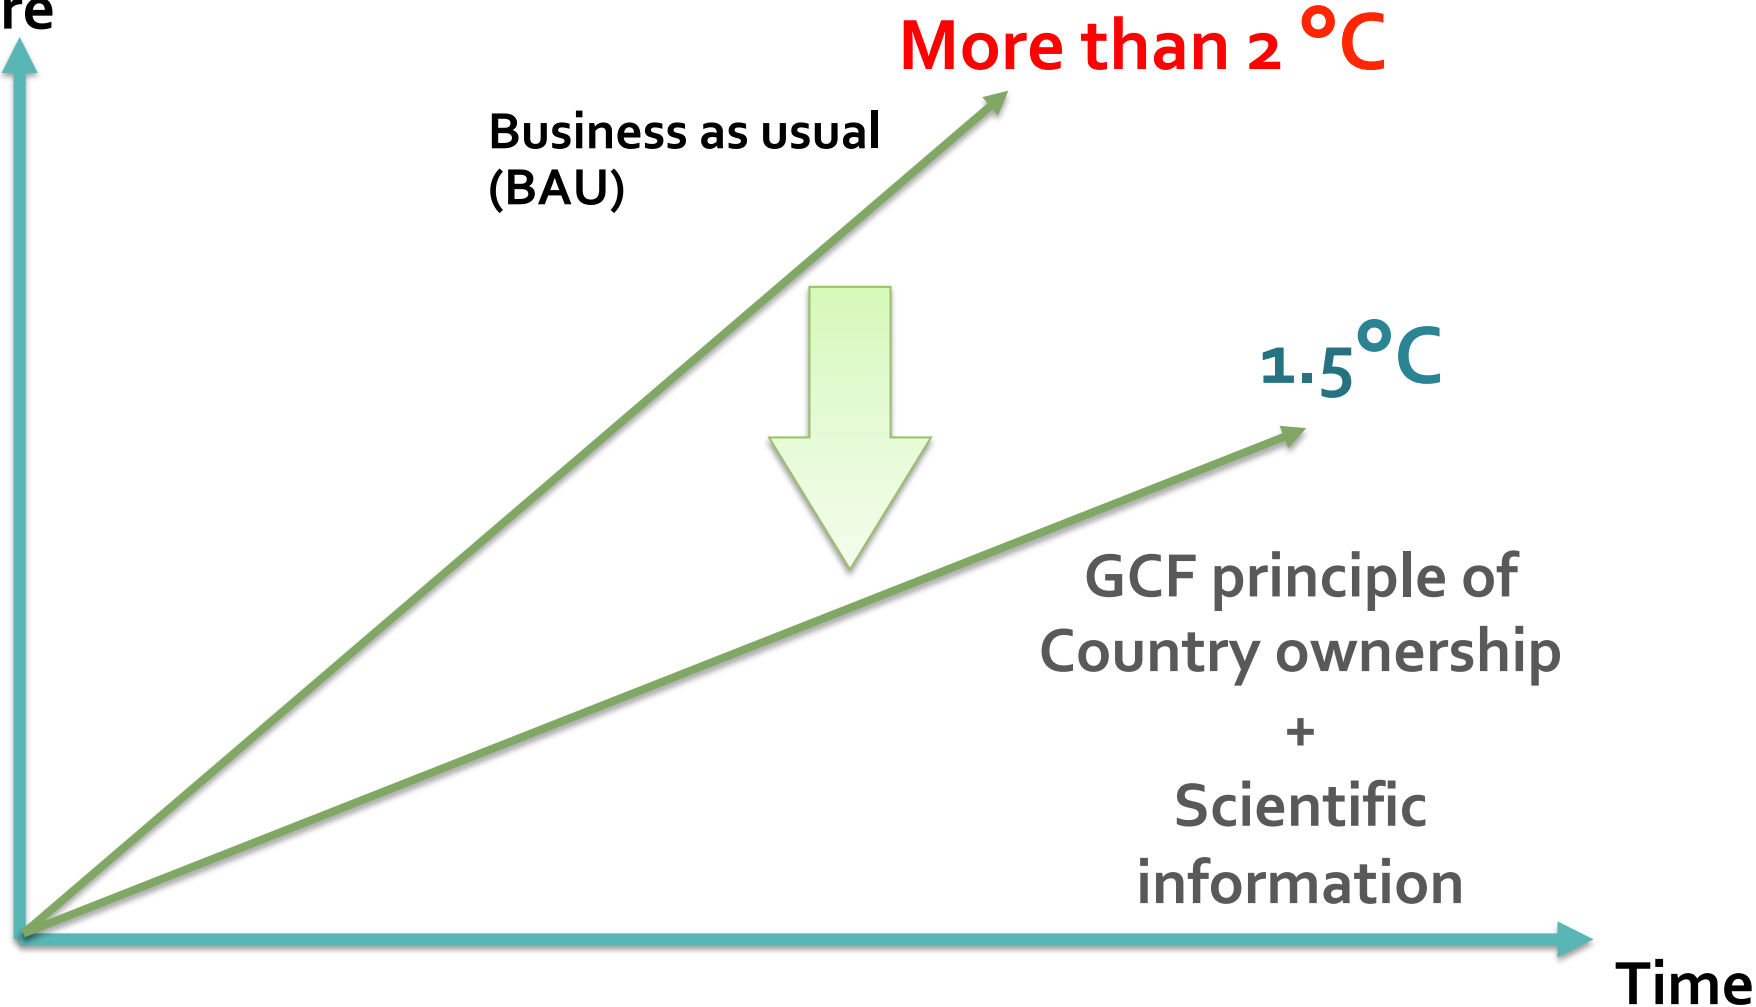 re
More than 2 °C
Business as usual
(BAU)
1.5°C
GCF principle of
Country ownership
+
Scientific
information
Time